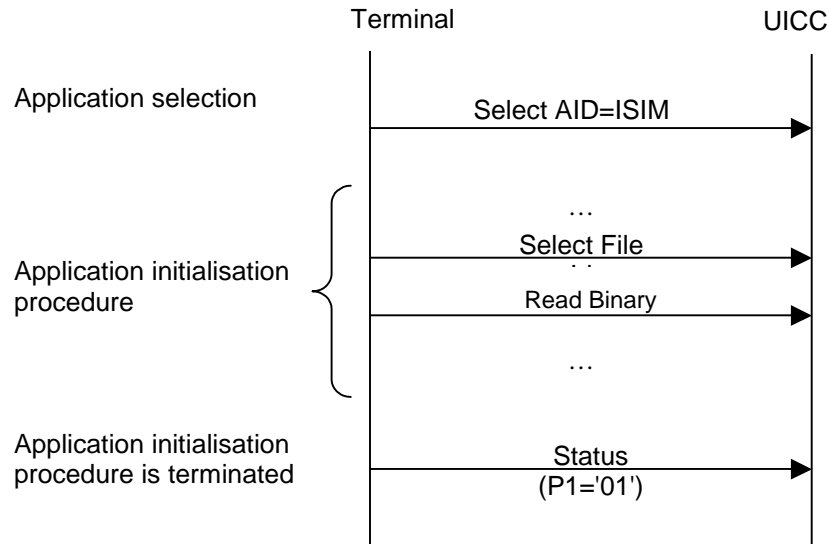 Terminal
UICC
Application selection
Select AID=ISIM
…
Select File
Application initialisation
procedure
Read Binary
…
Application initialisation
procedure is terminated
Status
(P1='01')